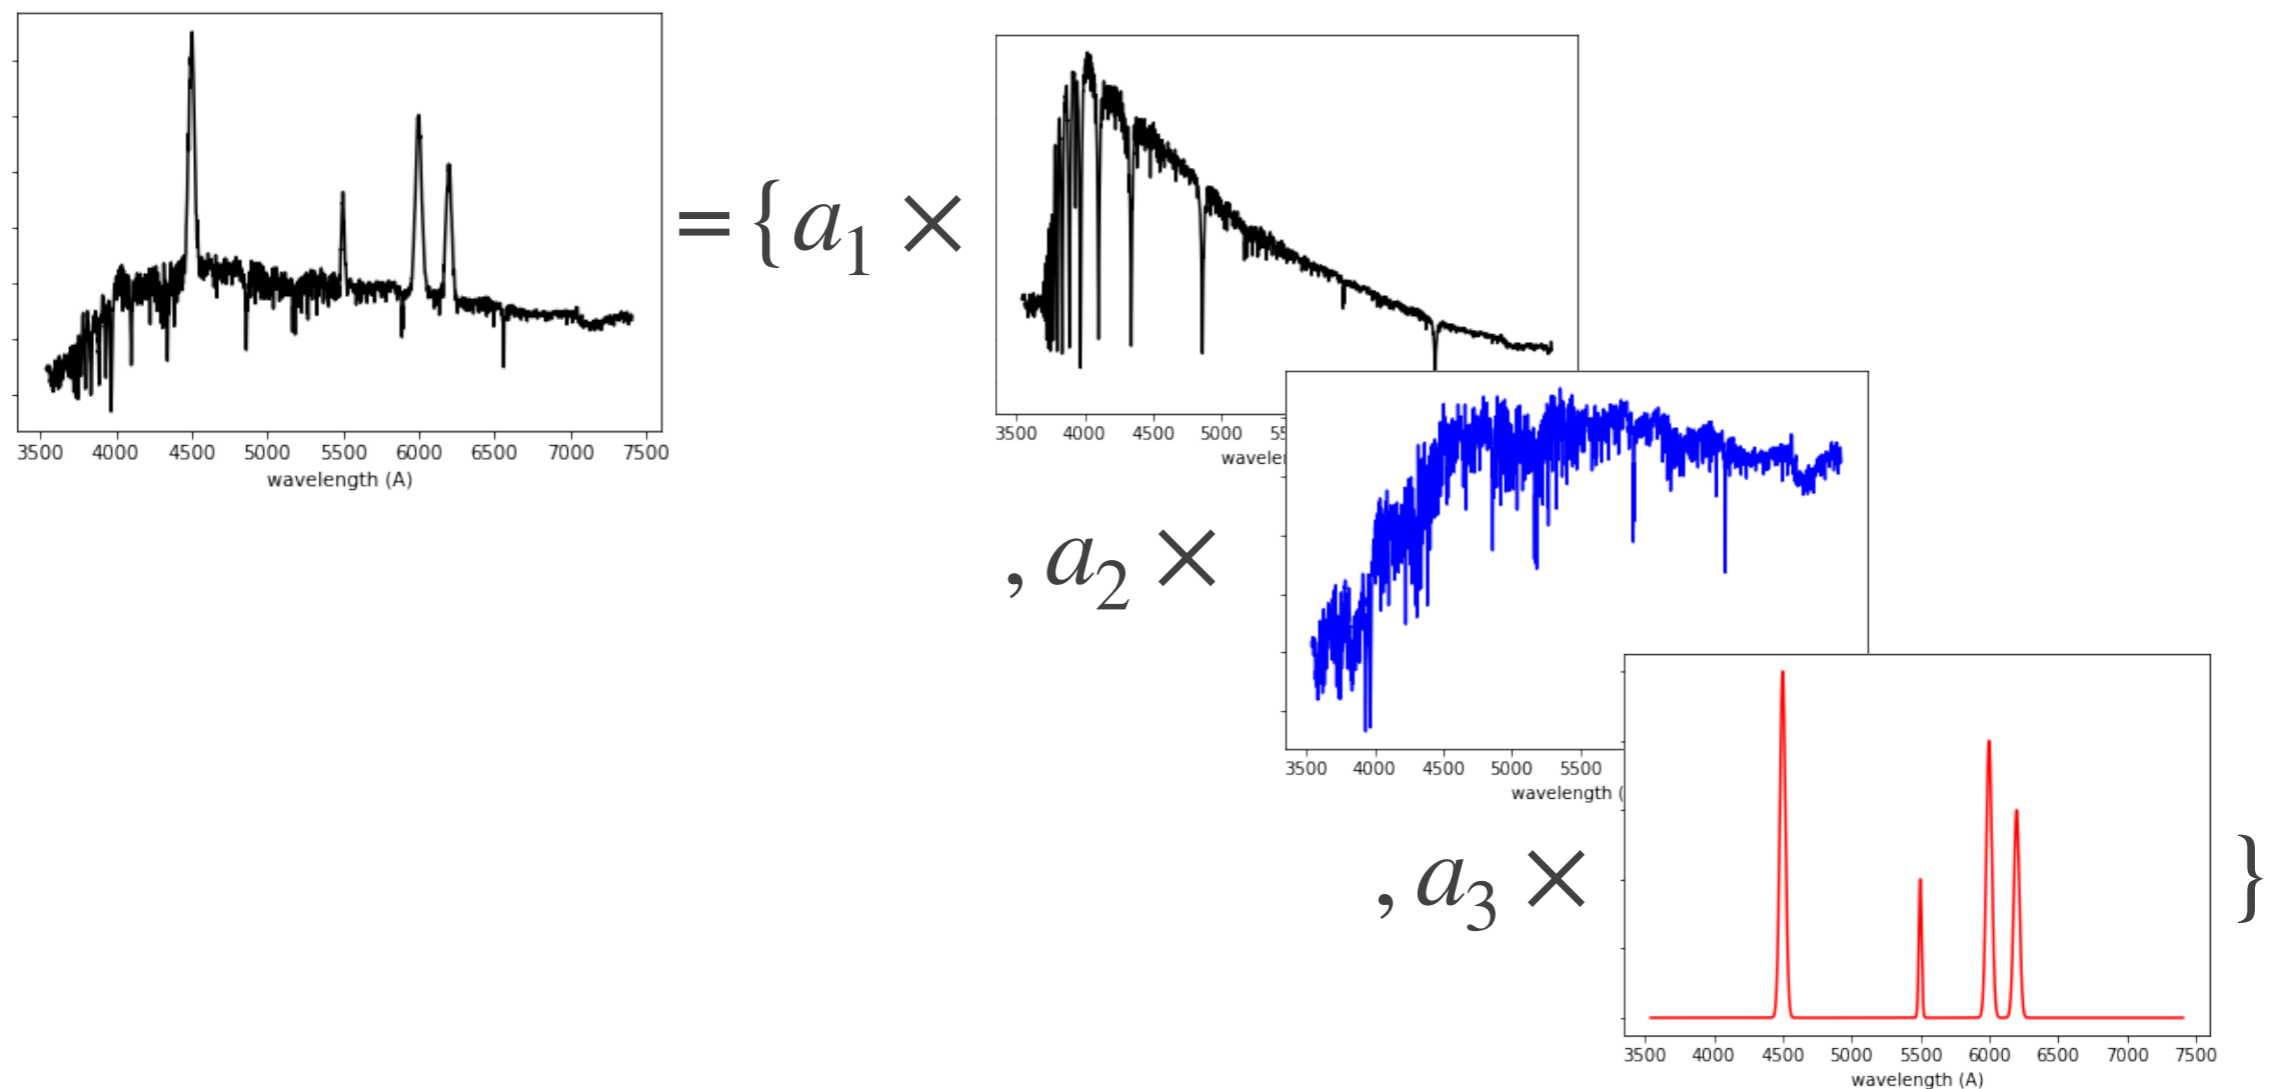 = { a₁ ×
3500 4000 4500 5000 5500 6000 6500 7000 7500
wavelength (A)
3500 4000 4500 5000
, a₂ ×
3500 4000 4500 5000 5500
wavelength (
, a₃ ×
}
3500 4000 4500 5000 5500 6000 6500 7000 7500
wavelength (A)